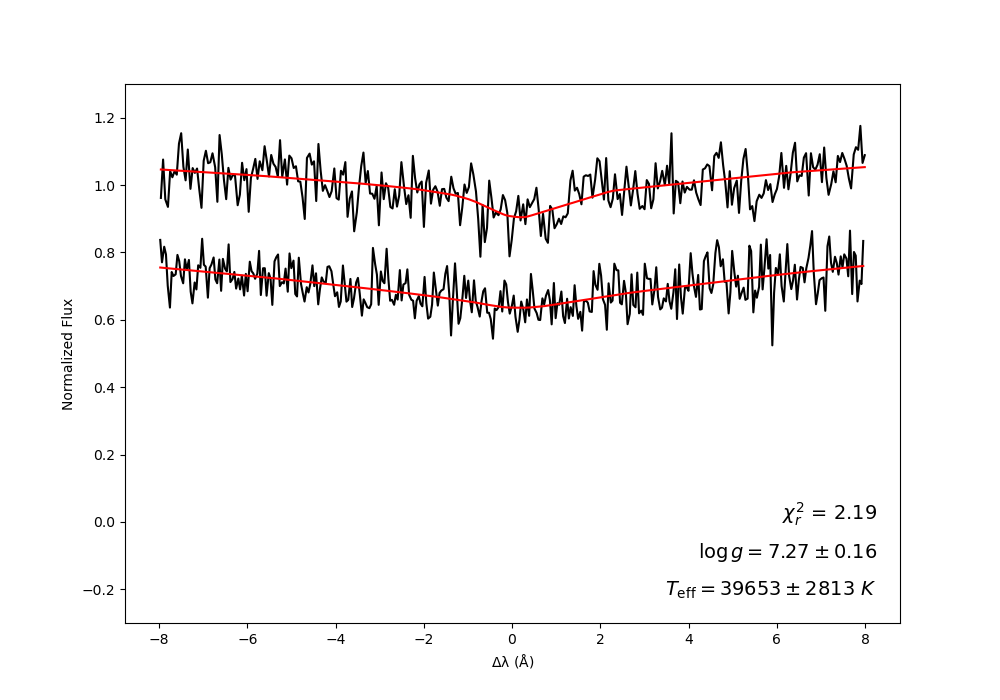 1.2
1.0
0.8
0.6
0.4
0.2
0.0
−0.2
Normalized Flux
χ²ᵣ = 2.19
log g = 7.27 ± 0.16
T_eff = 39653 ± 2813 K
−8 −6 −4 −2 0 2 4 6 8
Δλ (Å)